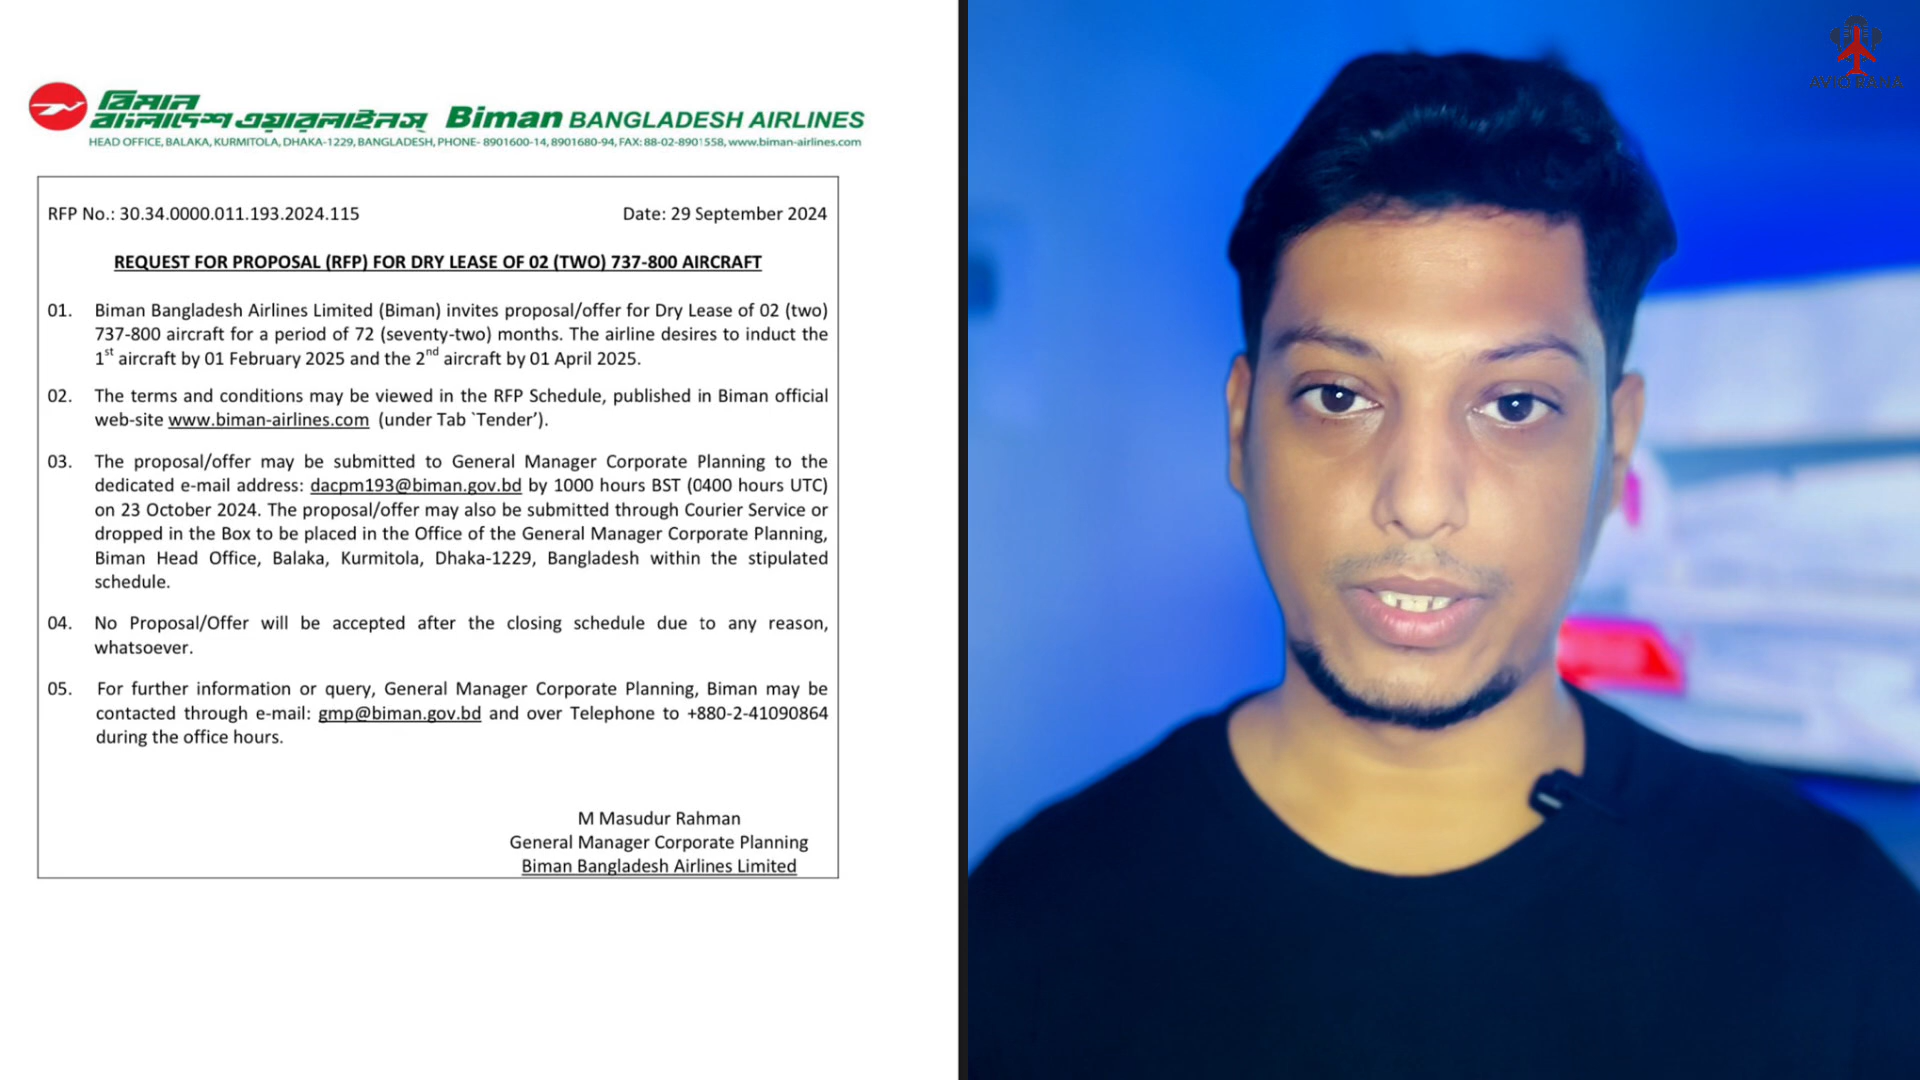 বিমান
বাংলাদেশ এয়ারলাইনস্ Biman BANGLADESH AIRLINES
HEAD OFFICE, BALAKA, KURMITOLA, DHAKA-1229, BANGLADESH, PHONE- 8901600-14, 8901680-94, FAX: 88-02-8901558, www.biman-airlines.com
RFP No.: 30.34.0000.011.193.2024.115 Date: 29 September 2024
REQUEST FOR PROPOSAL (RFP) FOR DRY LEASE OF 02 (TWO) 737-800 AIRCRAFT
01. Biman Bangladesh Airlines Limited (Biman) invites proposal/offer for Dry Lease of 02 (two)
737-800 aircraft for a period of 72 (seventy-two) months. The airline desires to induct the
1st aircraft by 01 February 2025 and the 2nd aircraft by 01 April 2025.
02. The terms and conditions may be viewed in the RFP Schedule, published in Biman official
web-site www.biman-airlines.com (under Tab `Tender’).
03. The proposal/offer may be submitted to General Manager Corporate Planning to the
dedicated e-mail address: dacpm193@biman.gov.bd by 1000 hours BST (0400 hours UTC)
on 23 October 2024. The proposal/offer may also be submitted through Courier Service or
dropped in the Box to be placed in the Office of the General Manager Corporate Planning,
Biman Head Office, Balaka, Kurmitola, Dhaka-1229, Bangladesh within the stipulated
schedule.
04. No Proposal/Offer will be accepted after the closing schedule due to any reason,
whatsoever.
05. For further information or query, General Manager Corporate Planning, Biman may be
contacted through e-mail: gmp@biman.gov.bd and over Telephone to +880-2-41090864
during the office hours.
M Masudur Rahman
General Manager Corporate Planning
Biman Bangladesh Airlines Limited
AVIO RANA